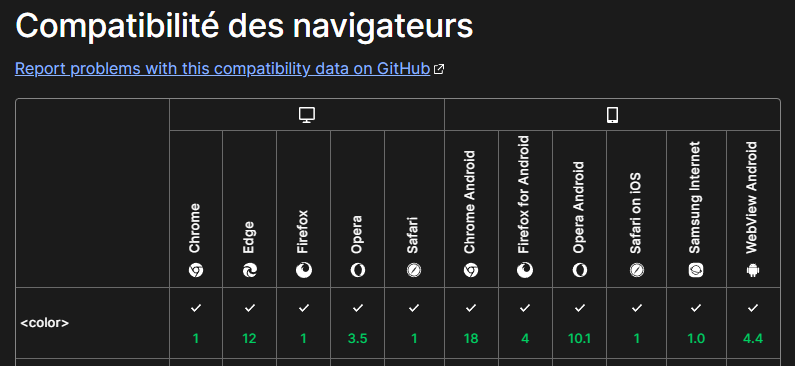 Compatibilité des navigateurs
Report problems with this compatibility data on GitHub
Chrome
Edge
Firefox
Opera
Safari
Chrome Android
Firefox for Android
Opera Android
Safari on iOS
Samsung Internet
WebView Android
<color>
1 12 1 3.5 1 18 4 10.1 1 1.0 4.4